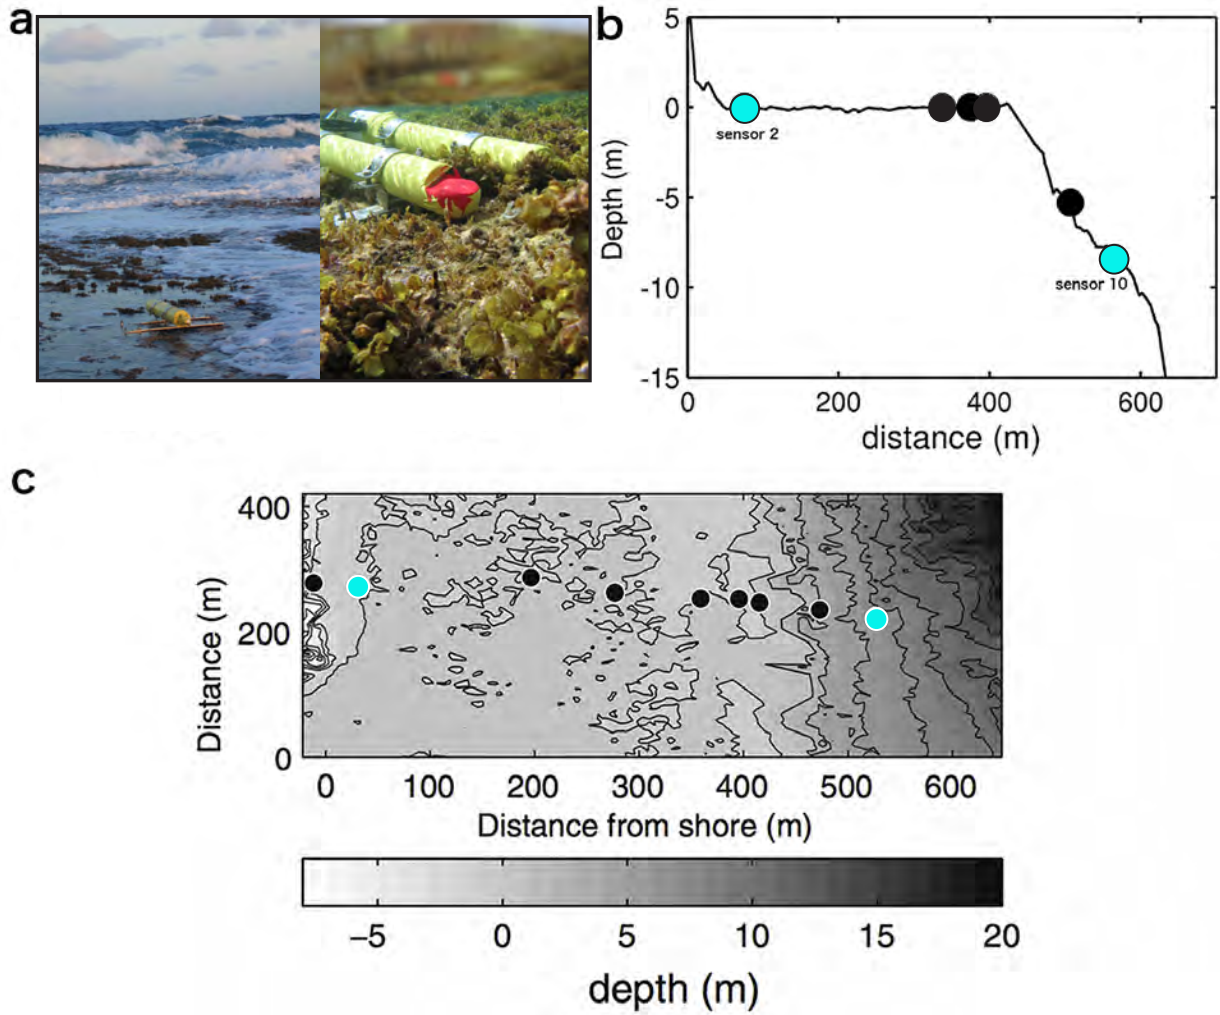 a
b
5
0
-5
-10
-15
Depth (m)
sensor 2
sensor 10
0 200 400 600
distance (m)
c
400
200
0
Distance (m)
0 100 200 300 400 500 600
Distance from shore (m)
−5 0 5 10 15 20
depth (m)